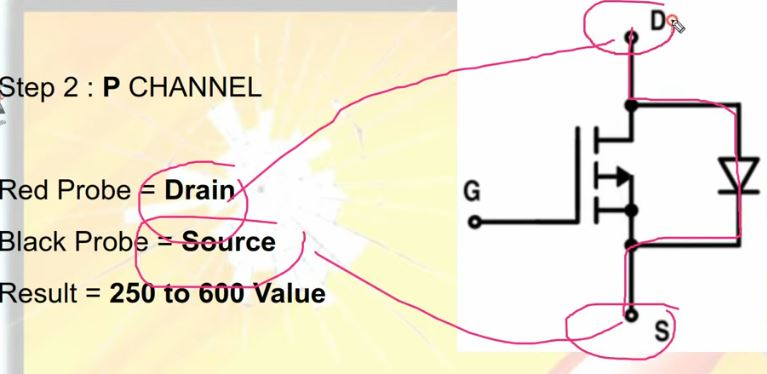 D
Step 2 : P CHANNEL
Red Probe = Drain
G
Black Probe = Source
Result = 250 to 600 Value
S